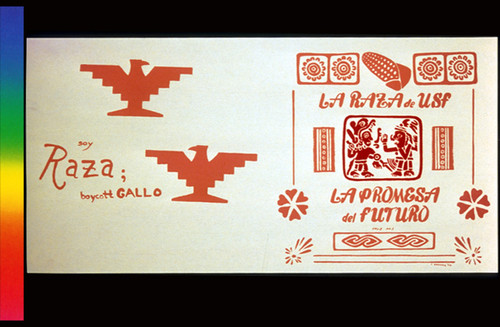 soy
Raza;
boycott GALLO
LA RAZA de USF
LA PROMESA
del FUTURO